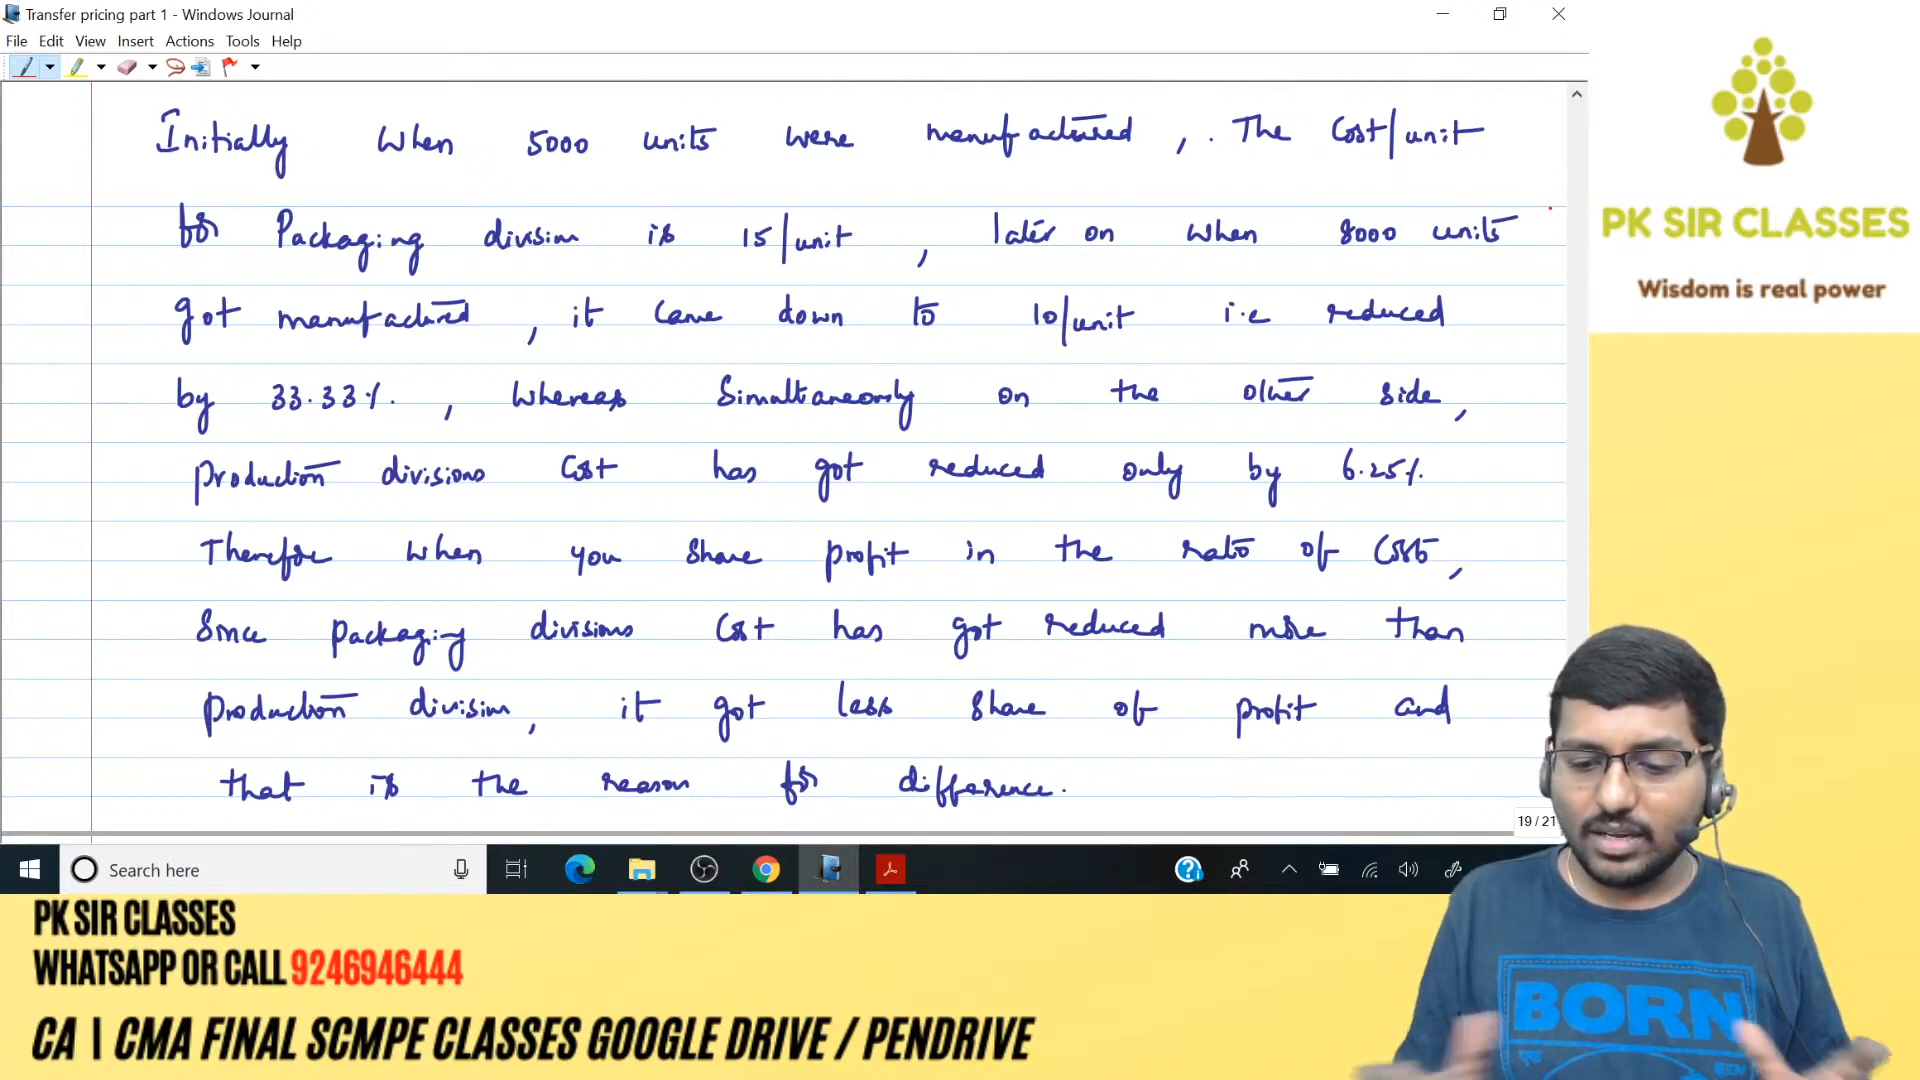 Transfer pricing part 1 - Windows Journal
File Edit View Insert Actions Tools Help
Initially when 5000 units were manufactured, . The Cost/unit
for Packaging division is 15/unit, later on when 8000 units
got manufactured, it came down to 10/unit i.e reduced
by 33.33%. , whereas Simultaneously on the other side,
production divisions Cost has got reduced only by 6.25%.
Therefore when you share profit in the ratio of Cost,
Since packaging divisions Cost has got reduced more than
production division, it got less share of profit and
that is the reason for difference.
19 / 21
Search here
PK SIR CLASSES
Wisdom is real power
PK SIR CLASSES
WHATSAPP OR CALL 9246946444
CA \ CMA FINAL SCMPE CLASSES GOOGLE DRIVE / PENDRIVE
BORN